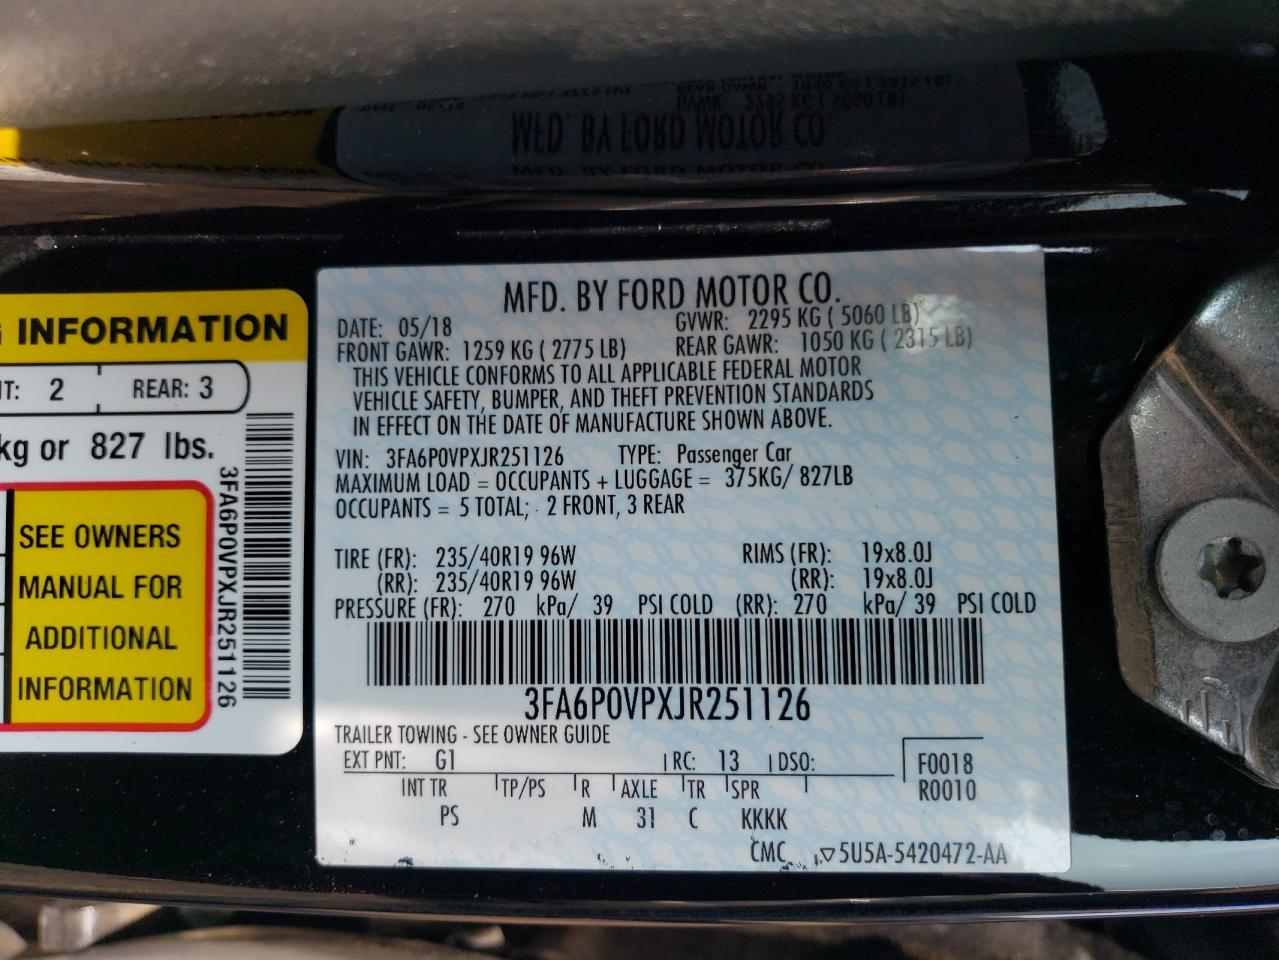 G INFORMATION
NT: 2 REAR: 3
kg or 827 lbs.
SEE OWNERS
MANUAL FOR
ADDITIONAL
INFORMATION
3FA6P0VPXJR251126
MFD. BY FORD MOTOR CO.
DATE: 05/18 GVWR: 2295 KG ( 5060 LB)
FRONT GAWR: 1259 KG ( 2775 LB) REAR GAWR: 1050 KG ( 2315 LB)
THIS VEHICLE CONFORMS TO ALL APPLICABLE FEDERAL MOTOR
VEHICLE SAFETY, BUMPER, AND THEFT PREVENTION STANDARDS
IN EFFECT ON THE DATE OF MANUFACTURE SHOWN ABOVE.
VIN: 3FA6P0VPXJR251126 TYPE: Passenger Car
MAXIMUM LOAD = OCCUPANTS + LUGGAGE = 375KG/ 827LB
OCCUPANTS = 5 TOTAL; 2 FRONT, 3 REAR
TIRE (FR): 235/40R19 96W RIMS (FR): 19x8.0J
(RR): 235/40R19 96W (RR): 19x8.0J
PRESSURE (FR): 270 kPa/ 39 PSI COLD (RR): 270 kPa/ 39 PSI COLD
3FA6P0VPXJR251126
TRAILER TOWING - SEE OWNER GUIDE
EXT PNT: G1 RC: 13 DSO: F0018
INT TR TP/PS R AXLE TR SPR R0010
PS M 31 C KKKK
CMC ▽5U5A-5420472-AA